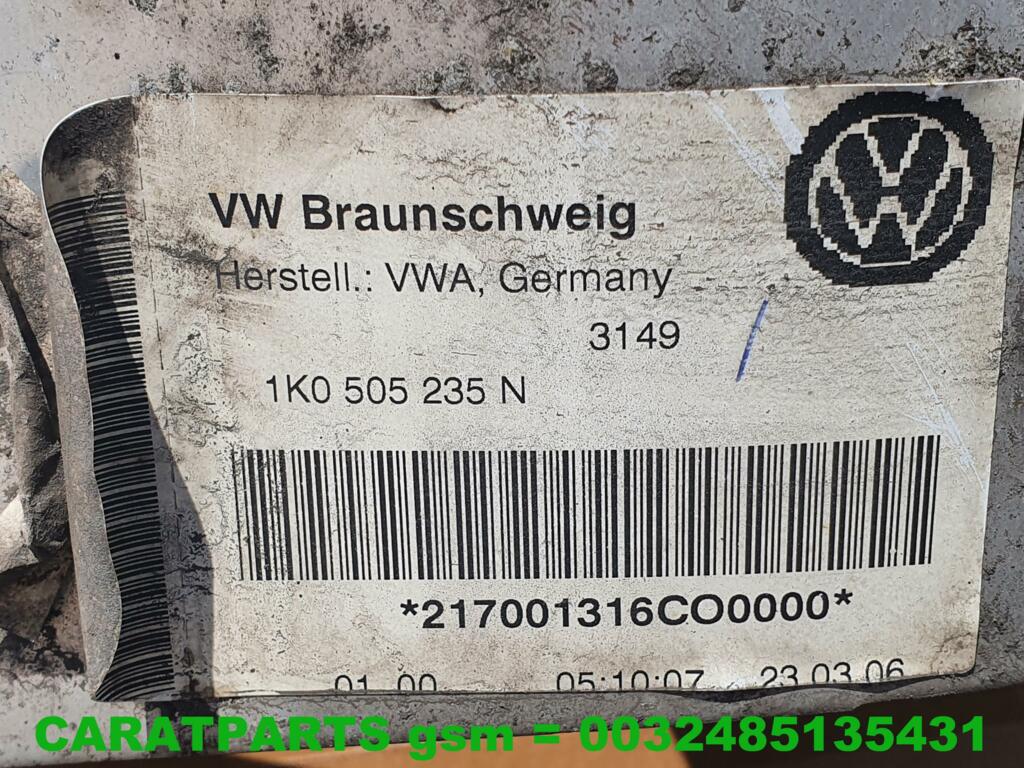 VW Braunschweig
Herstell.: VWA, Germany
3149
1K0 505 235 N
*217001316CO0000*
01 00 05:10:07 23.03.06
CARATPARTS gsm = 0032485135431